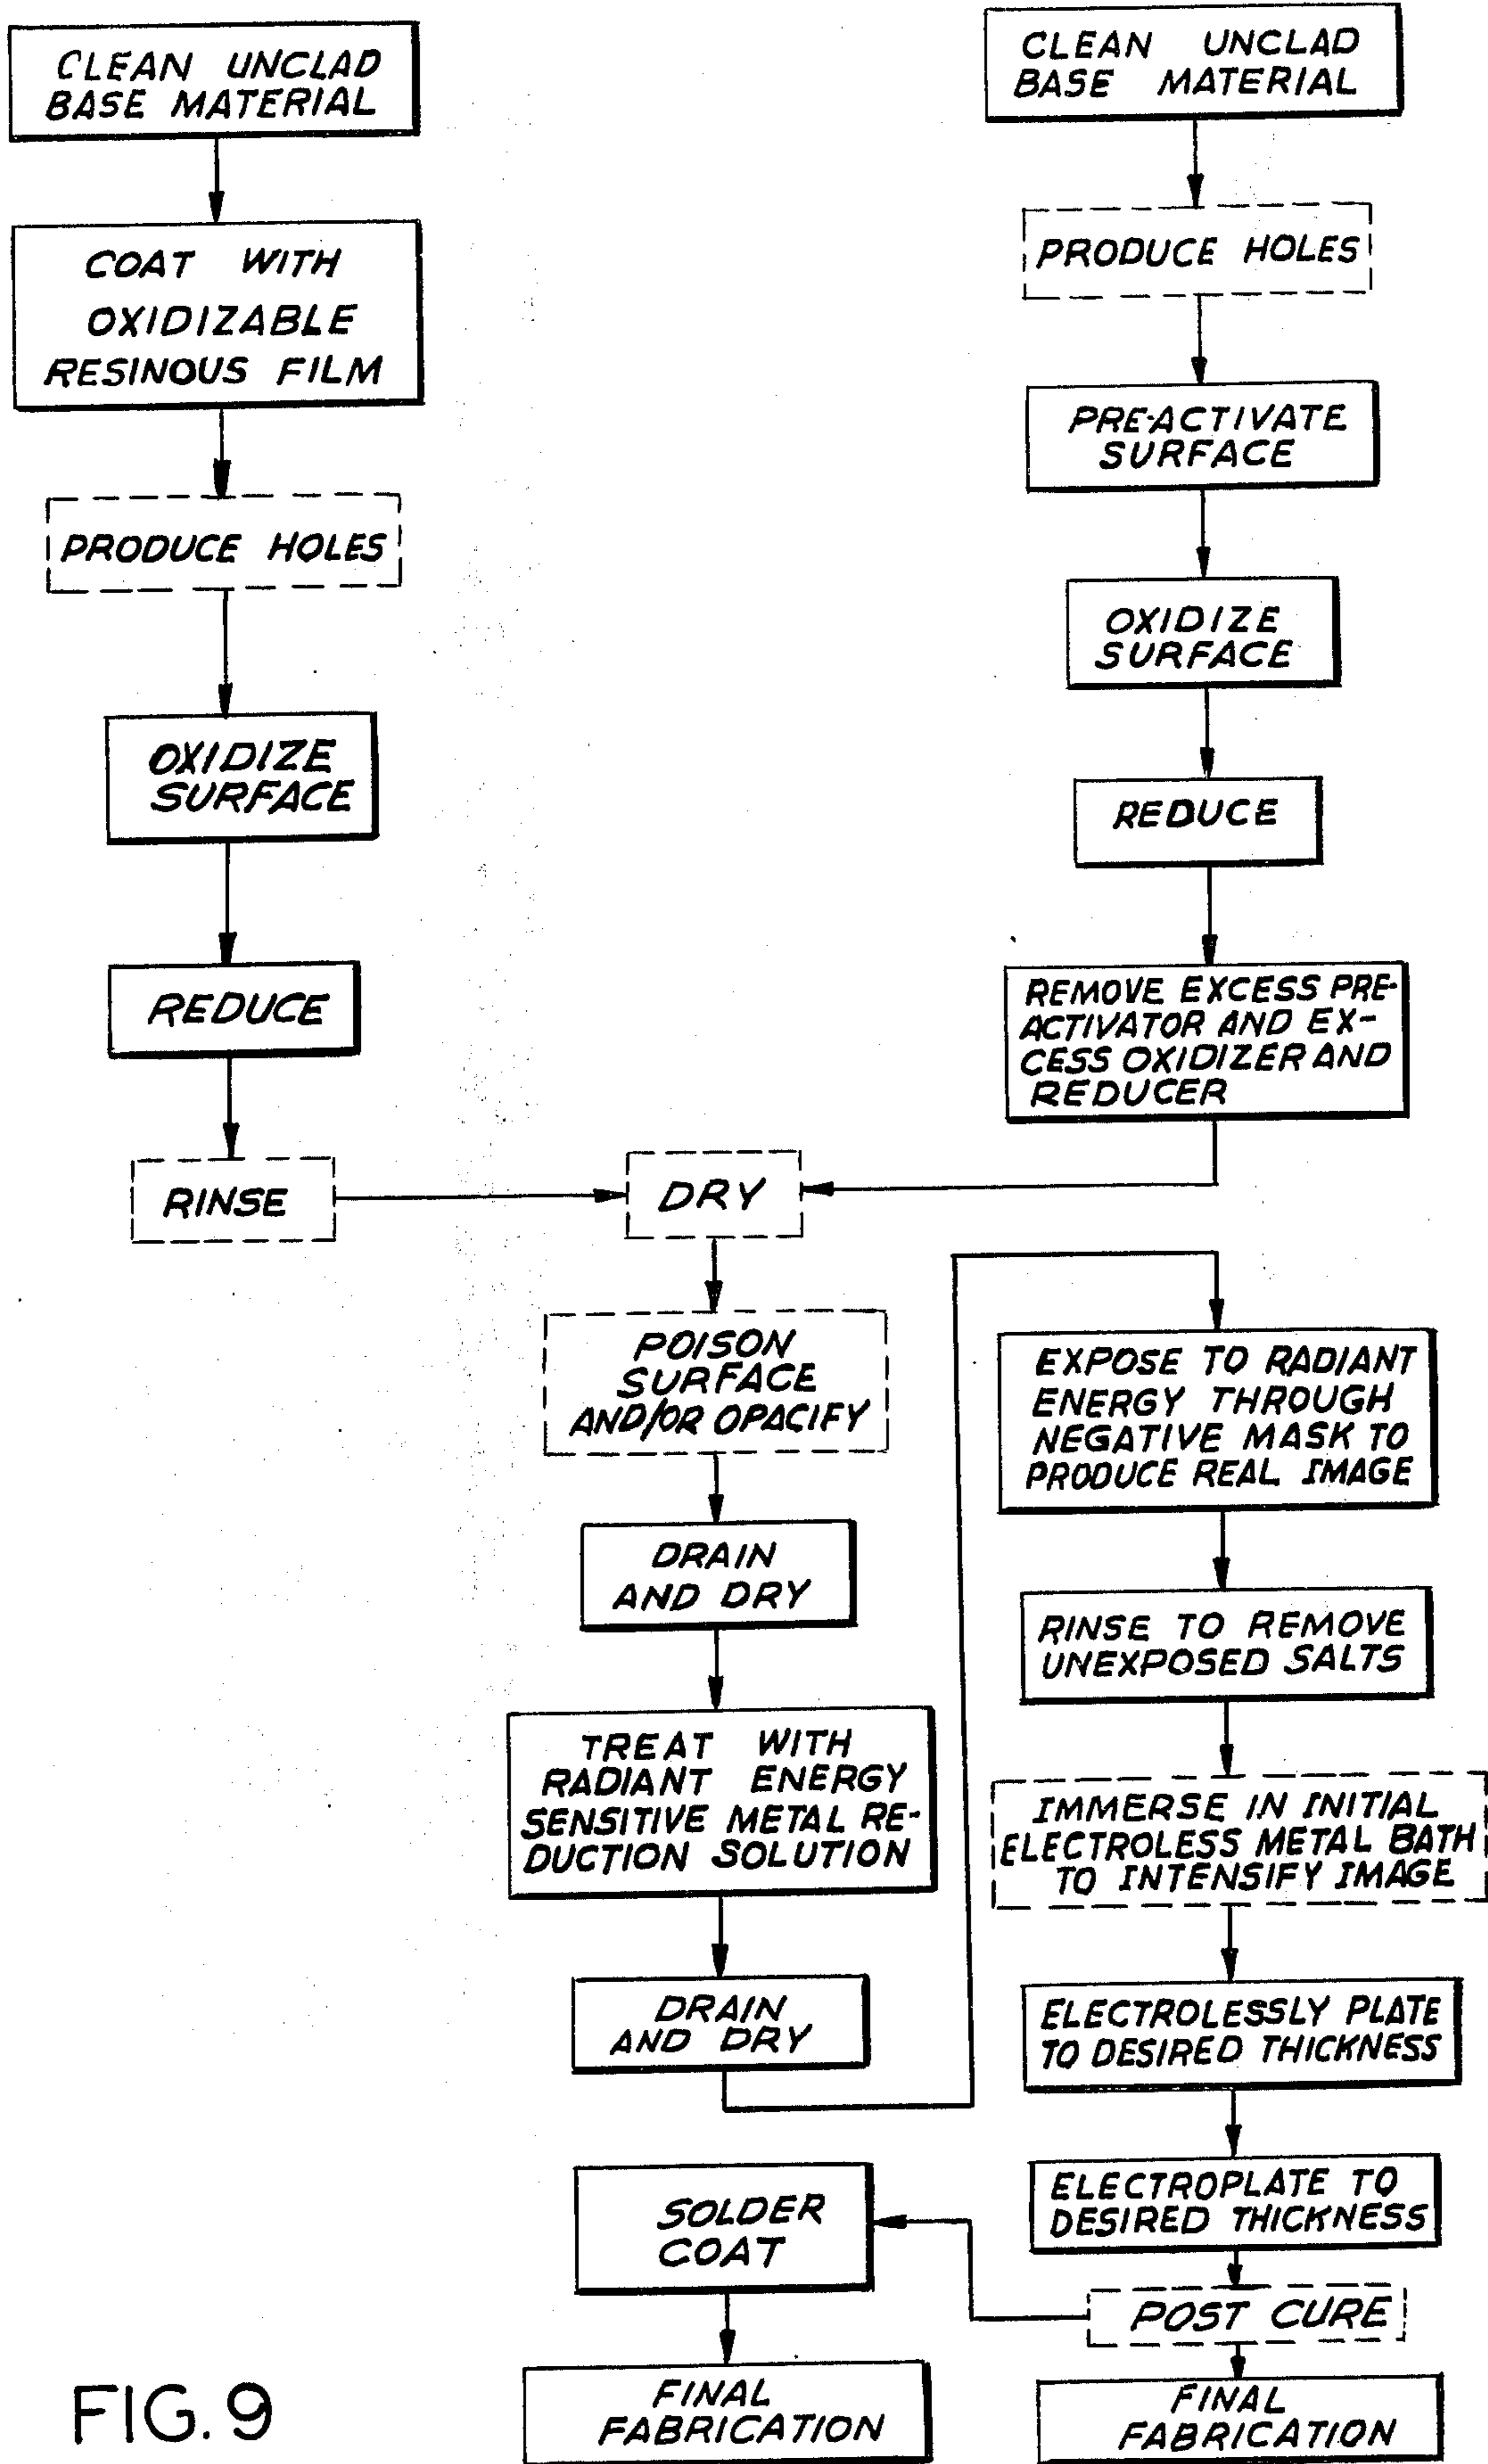 CLEAN UNCLAD
BASE MATERIAL
COAT WITH
OXIDIZABLE
RESINOUS FILM
PRODUCE HOLES
OXIDIZE
SURFACE
REDUCE
RINSE
CLEAN UNCLAD
BASE MATERIAL
PRODUCE HOLES
PRE-ACTIVATE
SURFACE
OXIDIZE
SURFACE
REDUCE
REMOVE EXCESS PRE-
ACTIVATOR AND EX-
CESS OXIDIZER AND
REDUCER
DRY
POISON
SURFACE
AND/OR OPACIFY
DRAIN
AND DRY
TREAT WITH
RADIANT ENERGY
SENSITIVE METAL RE-
DUCTION SOLUTION
DRAIN
AND DRY
EXPOSE TO RADIANT
ENERGY THROUGH
NEGATIVE MASK TO
PRODUCE REAL IMAGE
RINSE TO REMOVE
UNEXPOSED SALTS
IMMERSE IN INITIAL
ELECTROLESS METAL BATH
TO INTENSIFY IMAGE
ELECTROLESSLY PLATE
TO DESIRED THICKNESS
ELECTROPLATE TO
DESIRED THICKNESS
POST CURE
SOLDER
COAT
FINAL
FABRICATION
FINAL
FABRICATION
FIG. 9